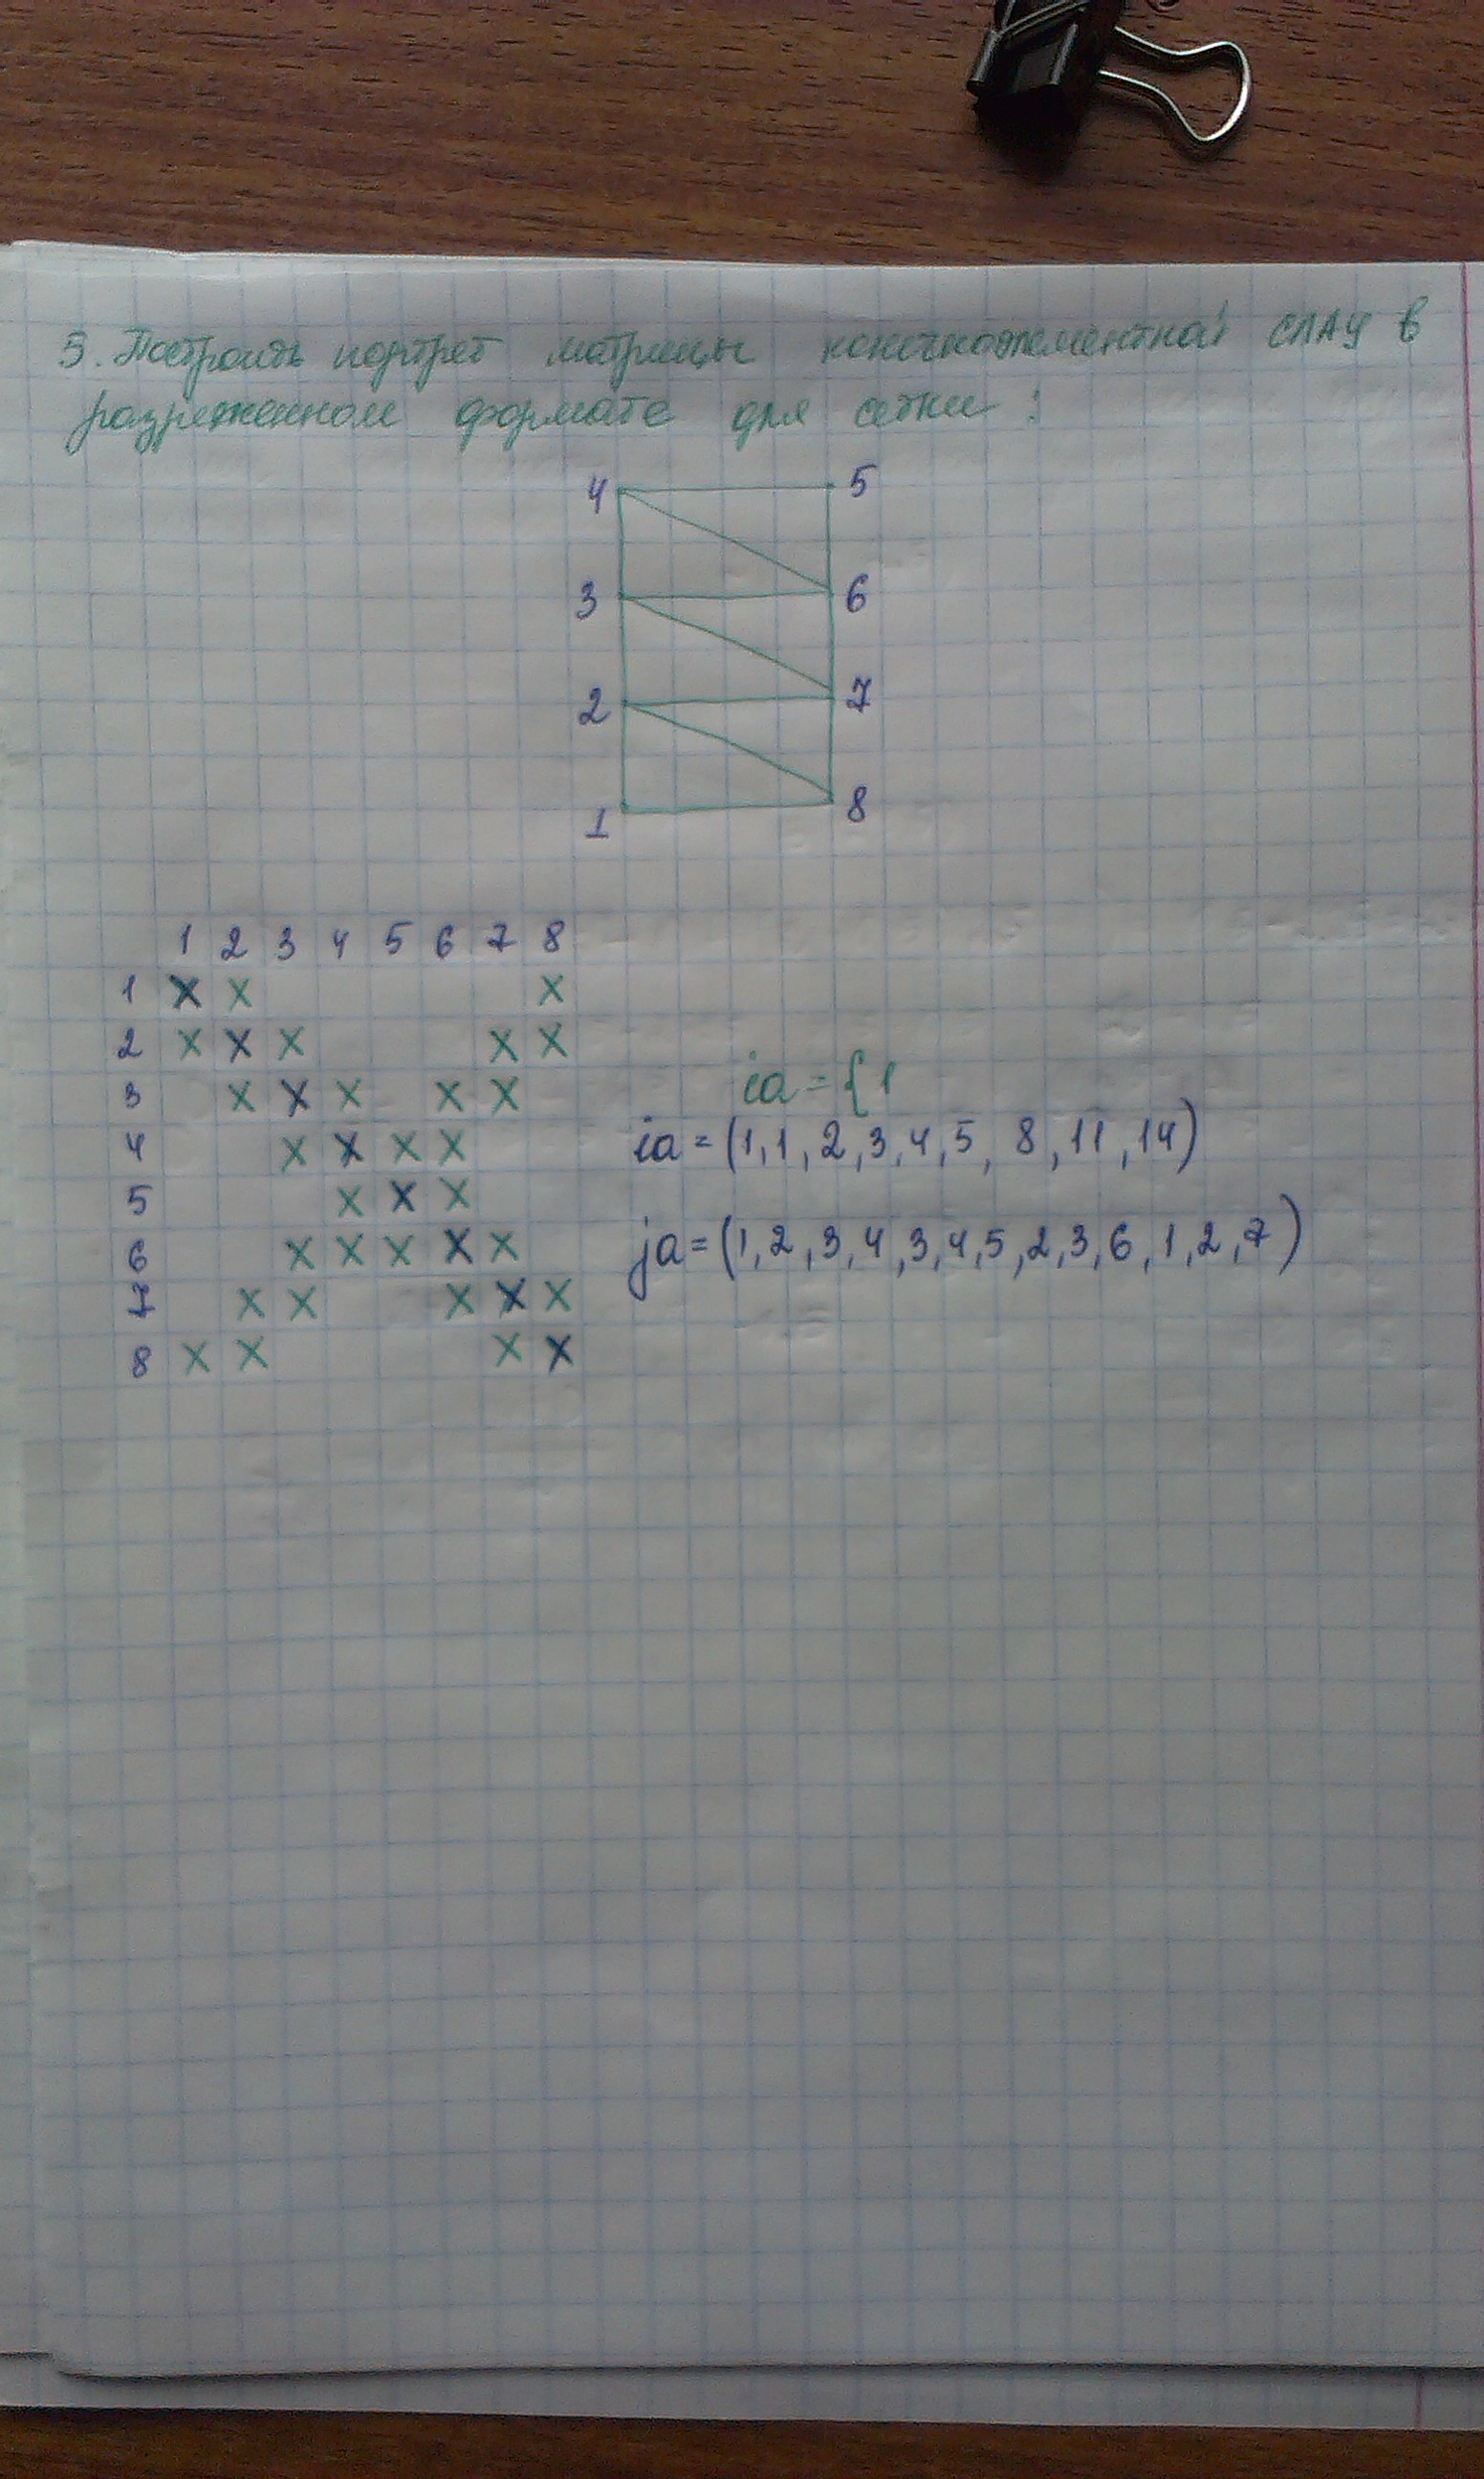 3. Построить портрет матрицы конечноэлементной СЛАУ в
разреженном формате для сетки :
4 5
3 6
2 7
1 8
1 2 3 4 5 6 7 8
1 X X X
2 X X X X X
3 X X X X X
4 X X X X
5 X X X
6 X X X X X
7 X X X X X
8 X X X X
ia = {1
ia = (1,1,2,3,4,5, 8,11,14)
ja = (1,2,3,4,3,4,5,2,3,6,1,2,7)